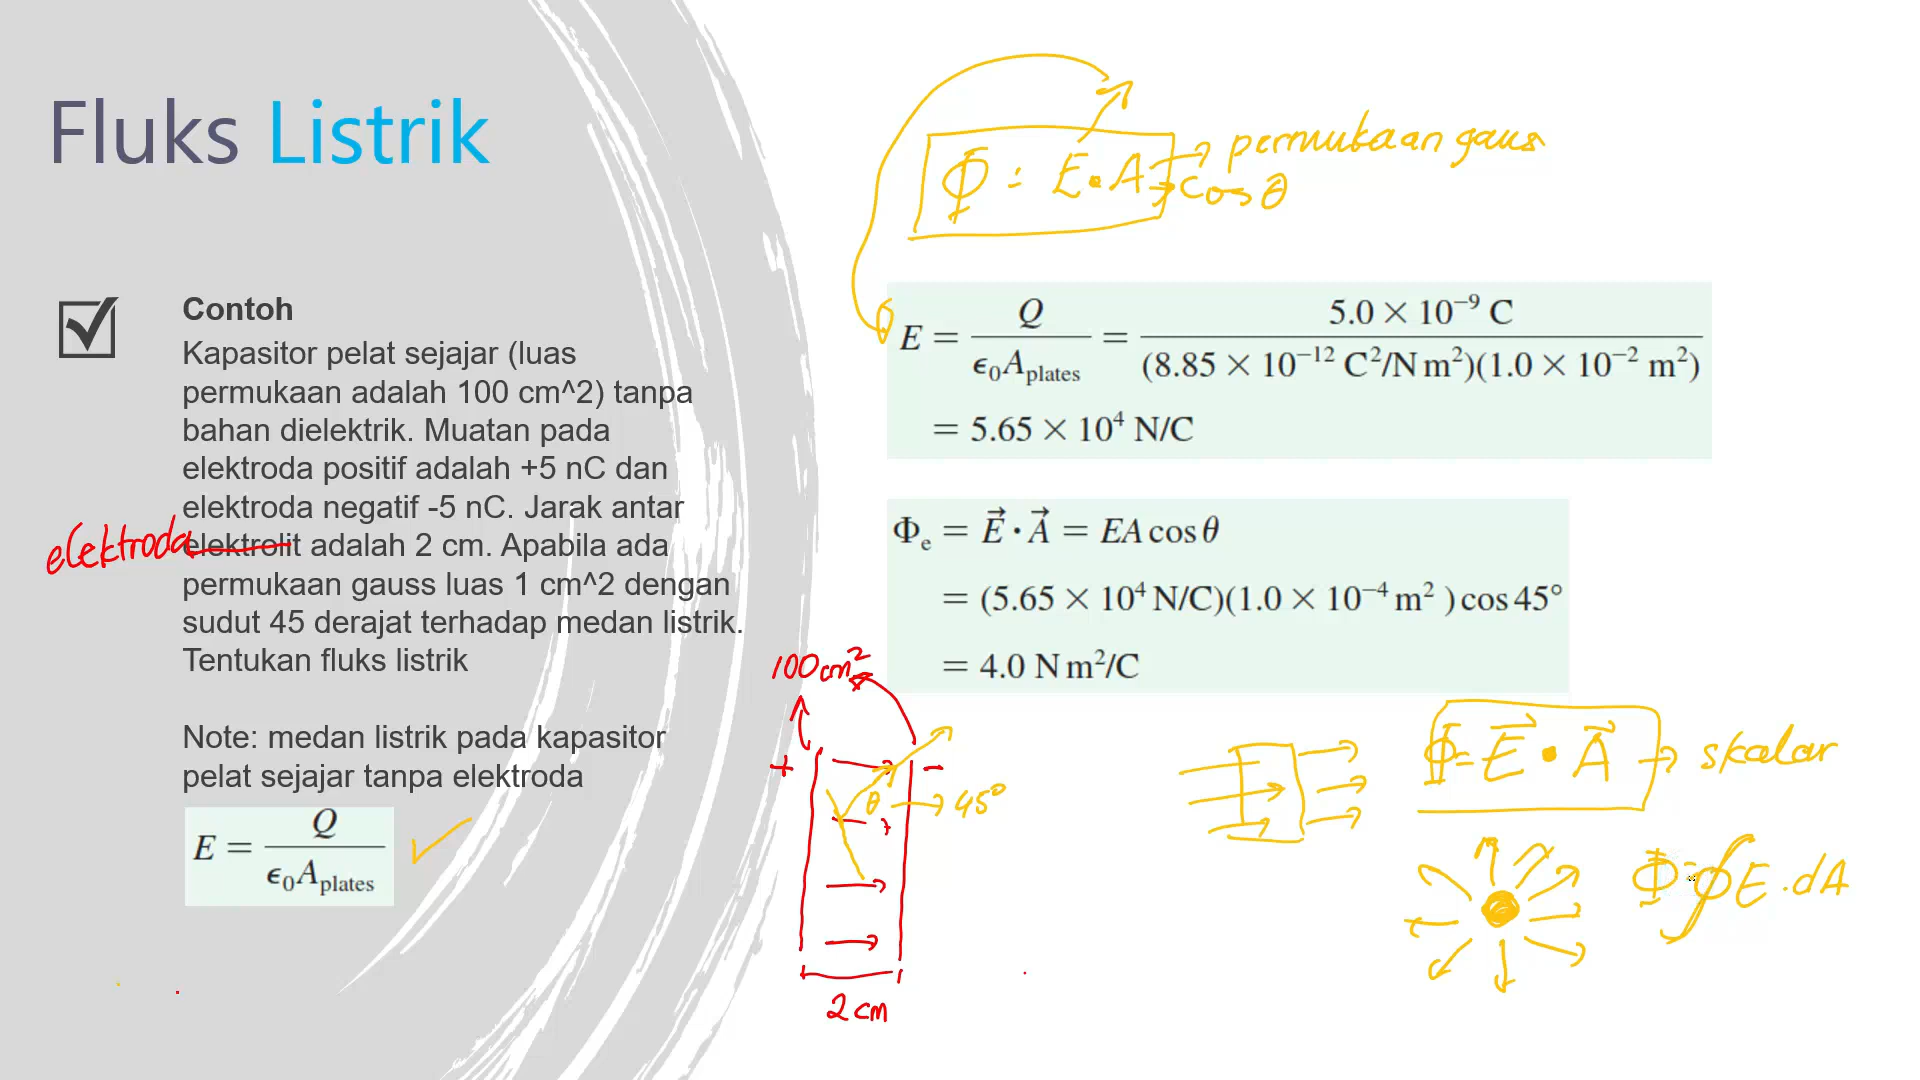 Fluks Listrik
Contoh
Kapasitor pelat sejajar (luas
permukaan adalah 100 cm^2) tanpa
bahan dielektrik. Muatan pada
elektroda positif adalah +5 nC dan
elektroda negatif -5 nC. Jarak antar
elektroda
elektrolit adalah 2 cm. Apabila ada
permukaan gauss luas 1 cm^2 dengan
sudut 45 derajat terhadap medan listrik.
Tentukan fluks listrik
Note: medan listrik pada kapasitor
pelat sejajar tanpa elektroda
E = Q / ϵ₀A_plates
Φ = E · A → permukaan gaus
→ cos θ
E = Q / ϵ₀A_plates = 5.0 × 10⁻⁹ C / (8.85 × 10⁻¹² C²/N m²)(1.0 × 10⁻² m²)
= 5.65 × 10⁴ N/C
Φₑ = E⃗ · A⃗ = EA cos θ
= (5.65 × 10⁴ N/C)(1.0 × 10⁻⁴ m² ) cos 45°
= 4.0 N m²/C
100 cm²
+ −
θ → 45°
2 cm
Φ = E⃗ · A⃗ → skalar
Φ = ∮ E . dA